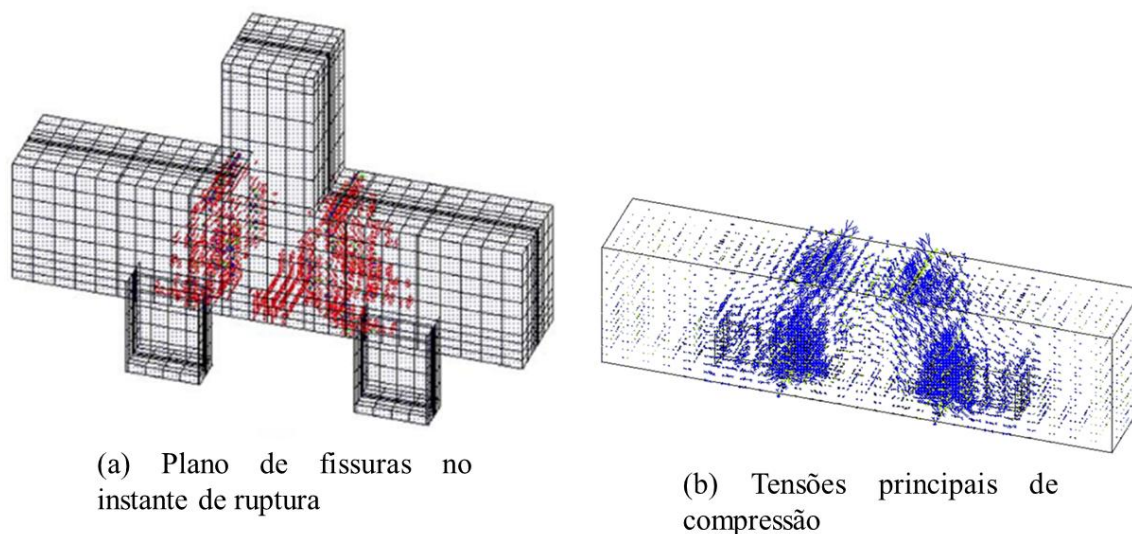 (a) Plano de fissuras no
instante de ruptura
(b) Tensões principais de
compressão